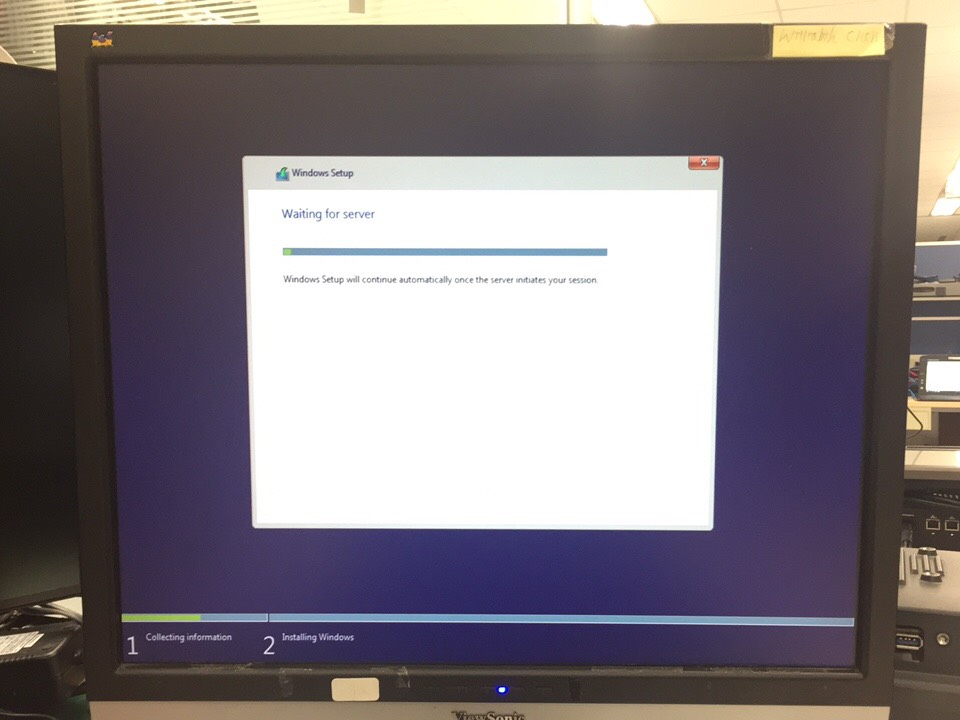 Windows Setup
Waiting for server
Windows Setup will continue automatically once the server initiates your session.
1 Collecting information 2 Installing Windows
ViewSonic